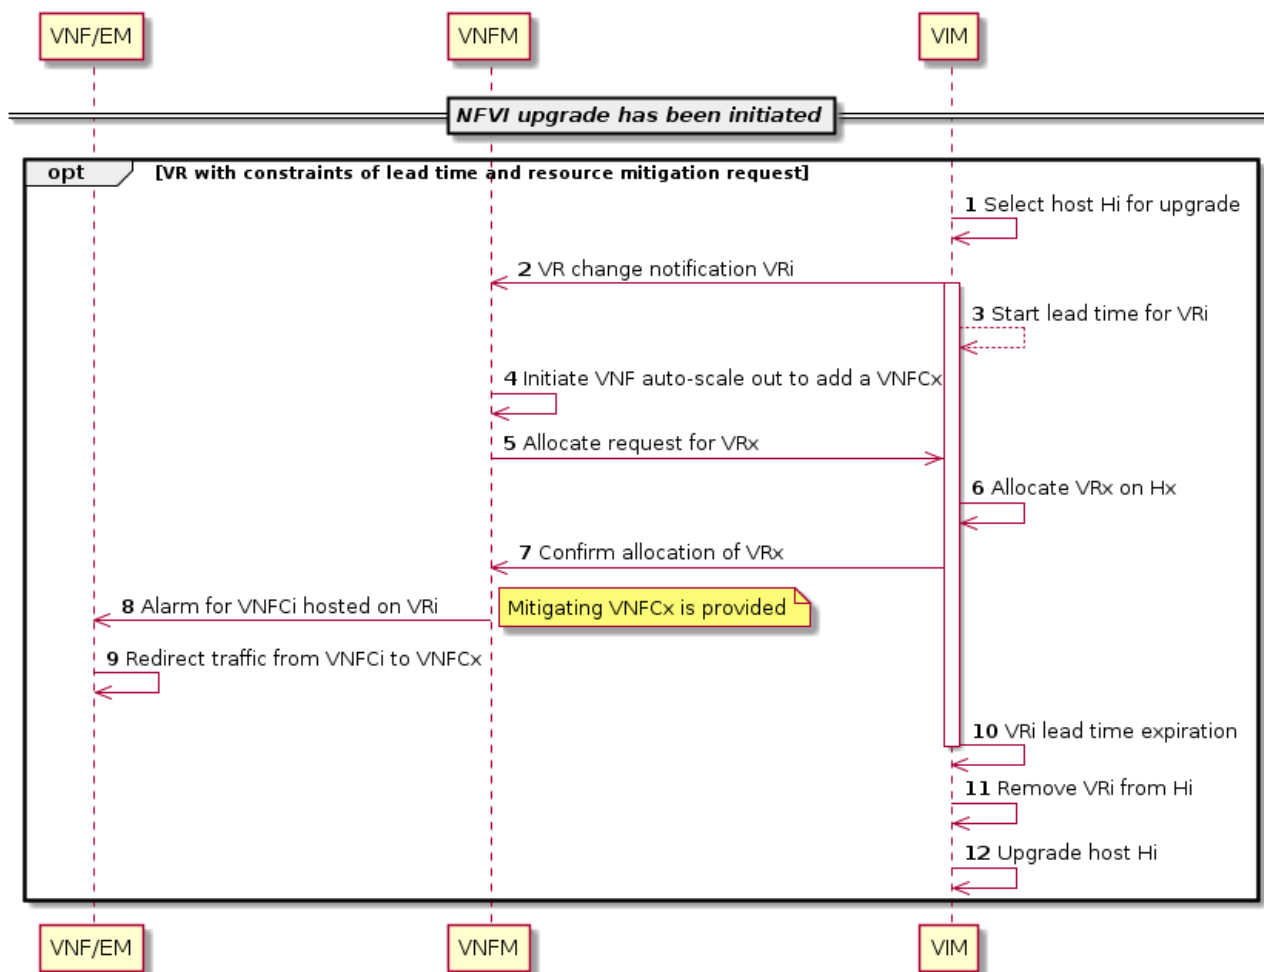 VNF/EM
VNFM
VIM
NFVI upgrade has been initiated
opt
[VR with constraints of lead time and resource mitigation request]
1 Select host Hi for upgrade
2 VR change notification VRi
3 Start lead time for VRi
4 Initiate VNF auto-scale out to add a VNFCx
5 Allocate request for VRx
6 Allocate VRx on Hx
7 Confirm allocation of VRx
8 Alarm for VNFCi hosted on VRi
Mitigating VNFCx is provided
9 Redirect traffic from VNFCi to VNFCx
10 VRi lead time expiration
11 Remove VRi from Hi
12 Upgrade host Hi
VNF/EM
VNFM
VIM